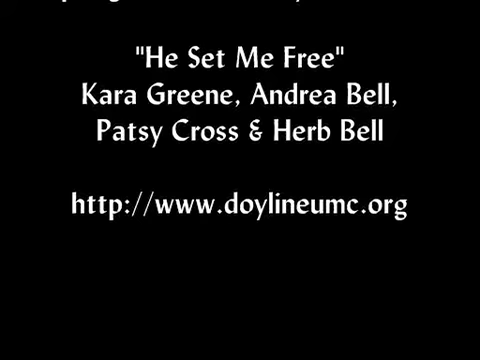 "He Set Me Free"
Kara Greene, Andrea Bell,
Patsy Cross & Herb Bell
http://www.doylineumc.org